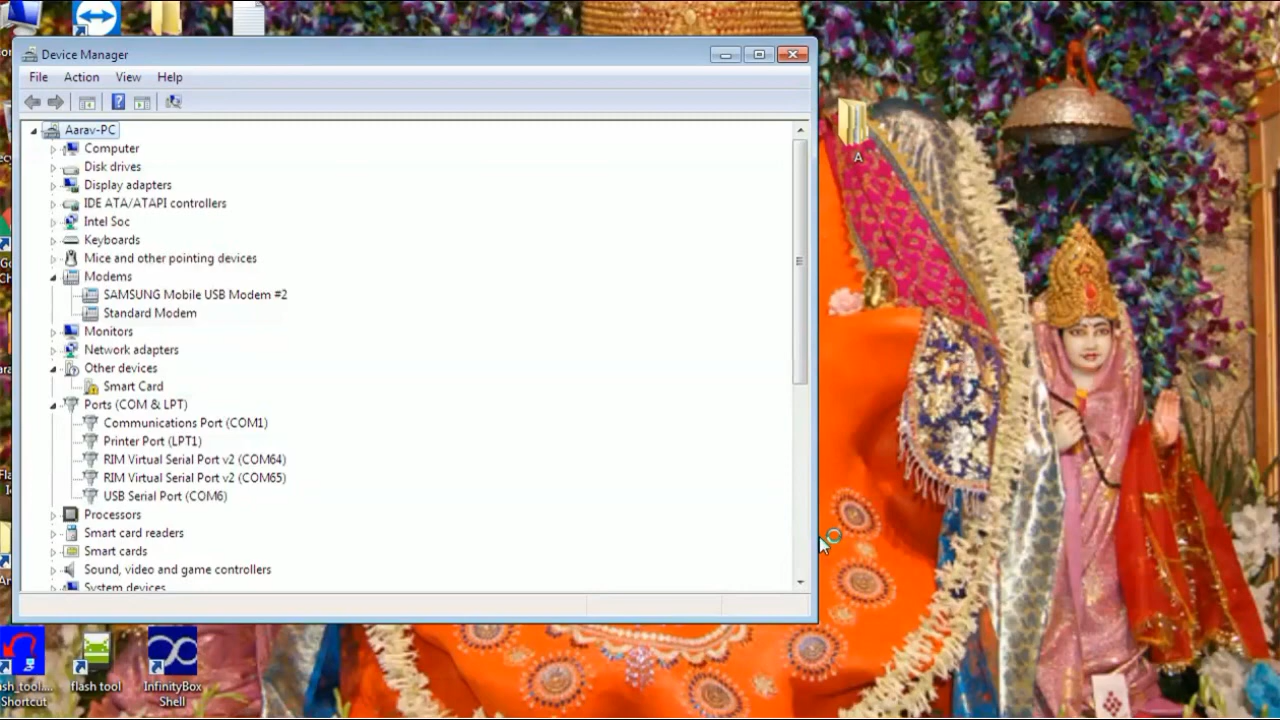 Device Manager
File Action View Help
Aarav-PC
Computer
Disk drives
Display adapters
IDE ATA/ATAPI controllers
Intel Soc
Keyboards
Mice and other pointing devices
Modems
SAMSUNG Mobile USB Modem #2
Standard Modem
Monitors
Network adapters
Other devices
Smart Card
Ports (COM & LPT)
Communications Port (COM1)
Printer Port (LPT1)
RIM Virtual Serial Port v2 (COM64)
RIM Virtual Serial Port v2 (COM65)
USB Serial Port (COM6)
Processors
Smart card readers
Smart cards
Sound, video and game controllers
System devices
A
ash_tool....
Shortcut
flash tool
InfinityBox
Shell